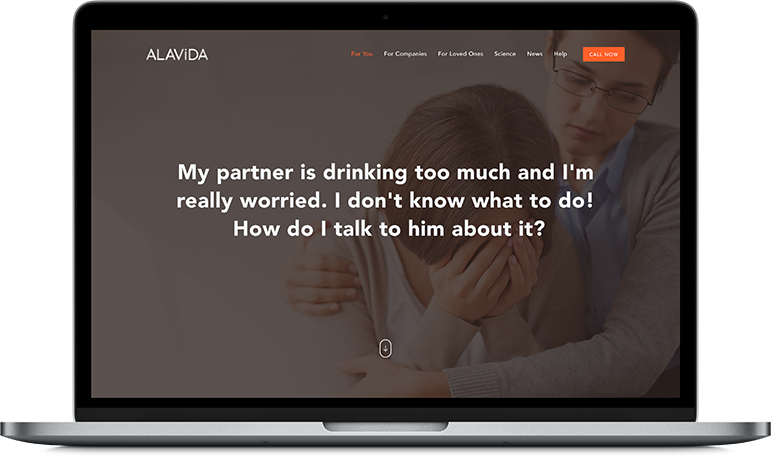 ALAViDA
For You For Companies For Loved Ones Science News Help CALL NOW
My partner is drinking too much and I'm
really worried. I don't know what to do!
How do I talk to him about it?